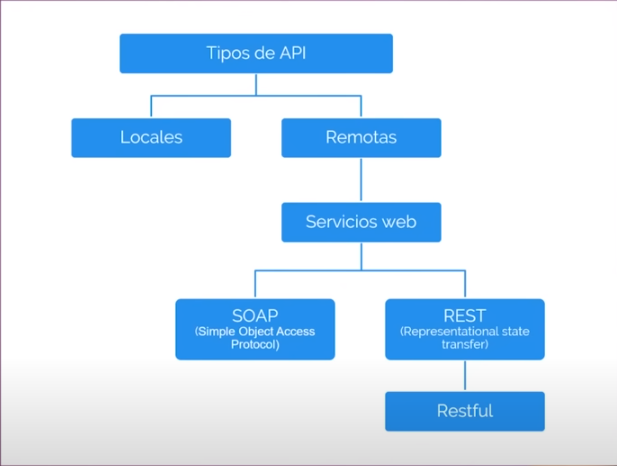 Tipos de API
Locales
Remotas
Servicios web
SOAP
(Simple Object Access
Protocol)
REST
(Representational state
transfer)
Restful